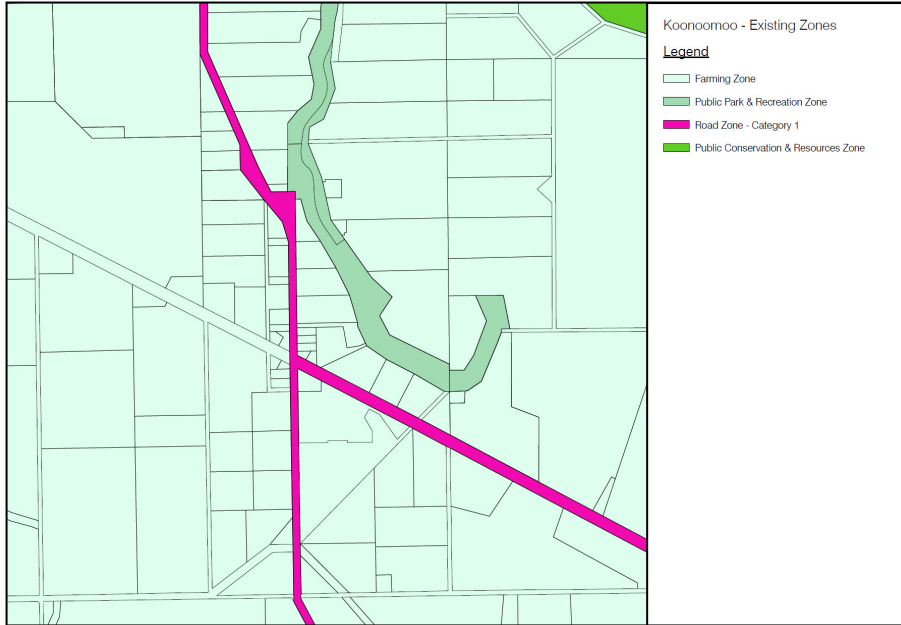 Koonoomoo - Existing Zones
Legend
Farming Zone
Public Park & Recreation Zone
Road Zone - Category 1
Public Conservation & Resources Zone